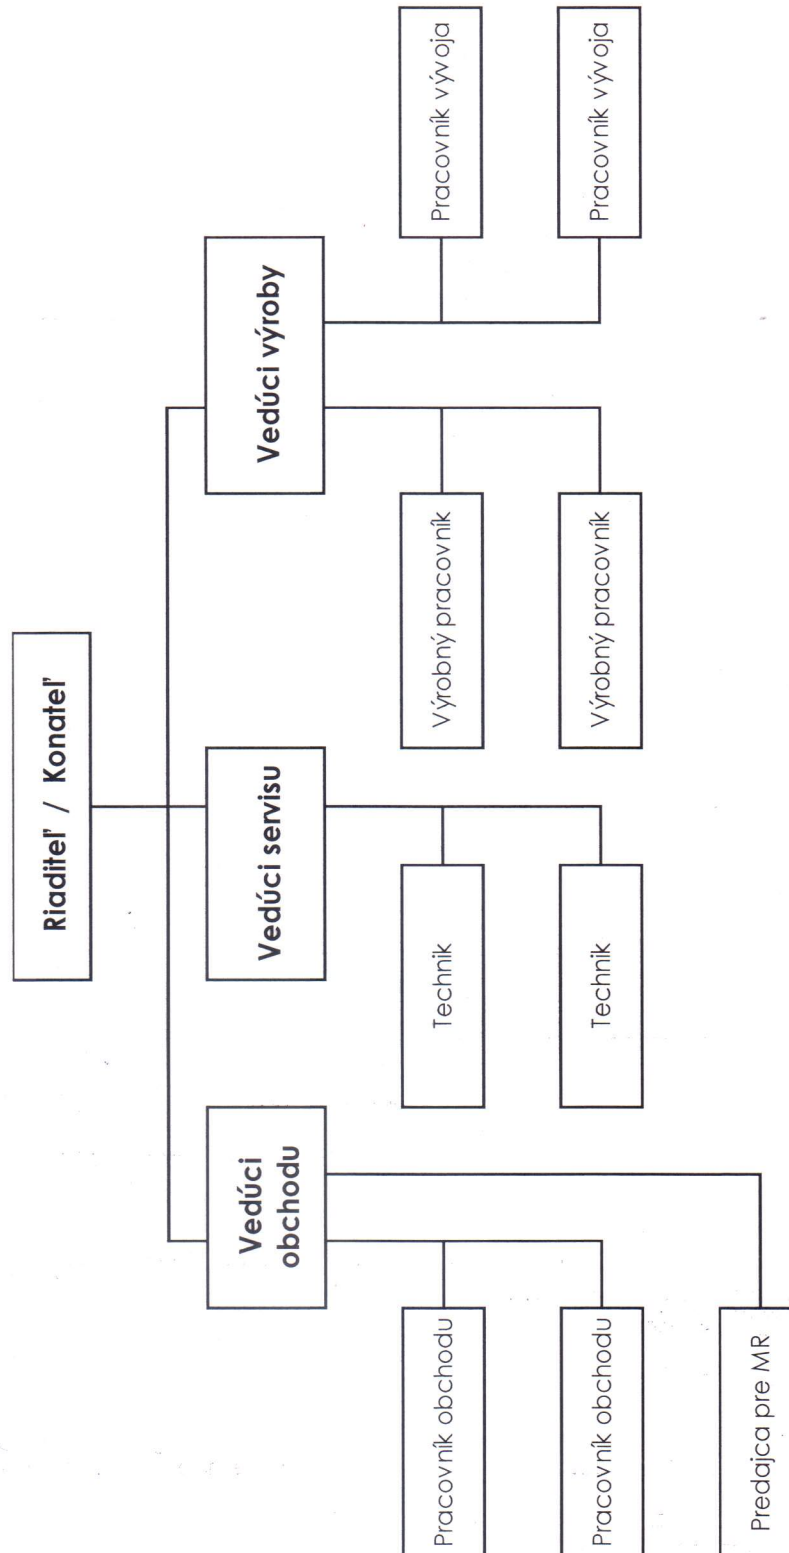 Riaditeľ / Konateľ
Vedúci
obchodu
Vedúci servisu
Vedúci výroby
Pracovník obchodu
Pracovník obchodu
Predajca pre MR
Technik
Technik
Výrobný pracovník
Výrobný pracovník
Pracovník vývoja
Pracovník vývoja